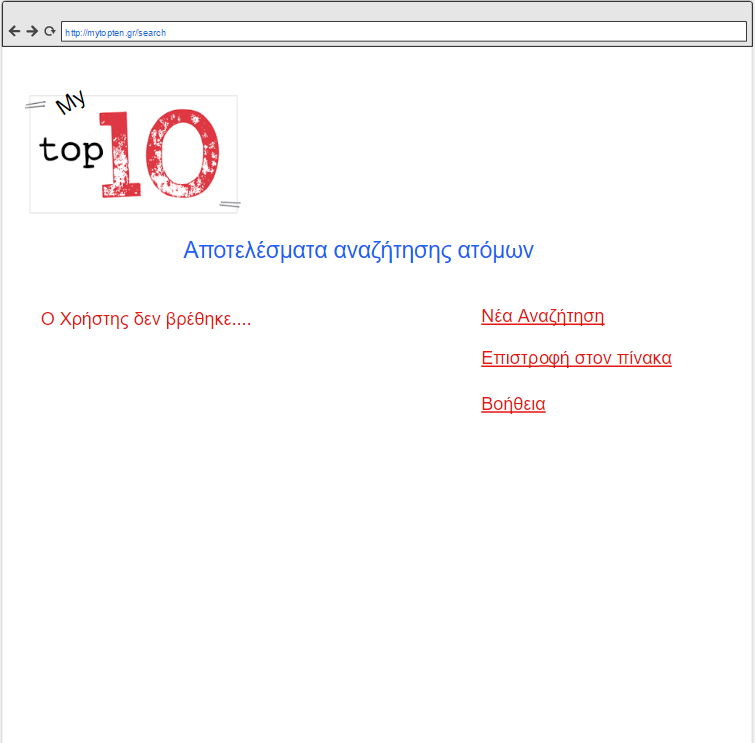 http://mytopten.gr/search
My
top 10
Αποτελέσματα αναζήτησης ατόμων
Ο Χρήστης δεν βρέθηκε....
Νέα Αναζήτηση
Επιστροφή στον πίνακα
Βοήθεια